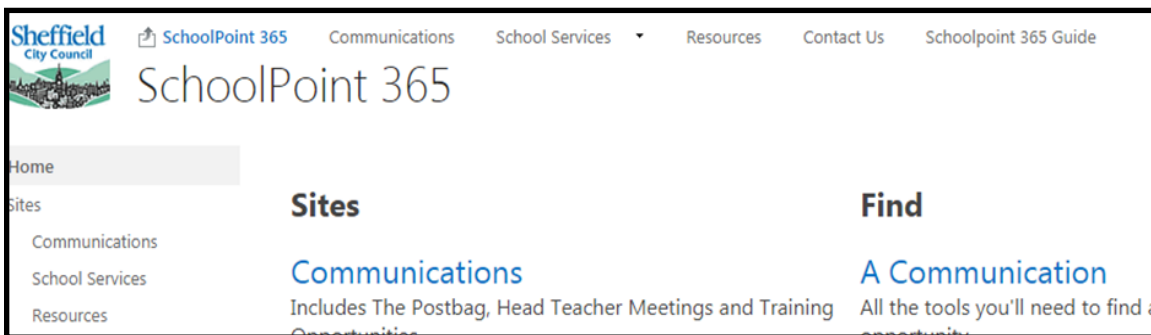 Sheffield
City Council
SchoolPoint 365 Communications School Services Resources Contact Us Schoolpoint 365 Guide
SchoolPoint 365
Home
Sites
Communications
School Services
Resources
Sites
Communications
Includes The Postbag, Head Teacher Meetings and Training
Opportunities
Find
A Communication
All the tools you'll need to find a
opportunity